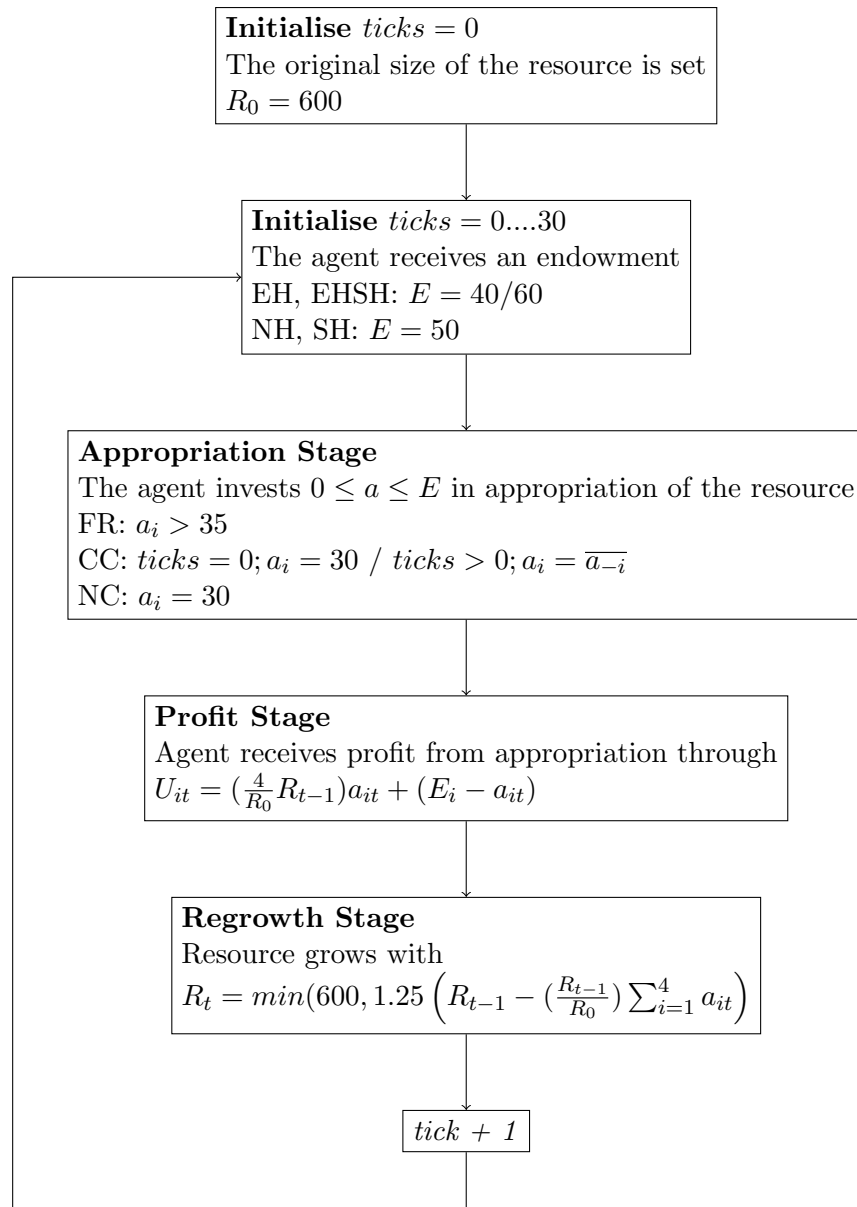 Initialise ticks = 0
The original size of the resource is set
R₀ = 600
Initialise ticks = 0....30
The agent receives an endowment
EH, EHSH: E = 40/60
NH, SH: E = 50
Appropriation Stage
The agent invests 0 ≤ a ≤ E in appropriation of the resource
FR: aᵢ > 35
CC: ticks = 0; aᵢ = 30 / ticks > 0; aᵢ = \overline{a_{-i}}
NC: aᵢ = 30
Profit Stage
Agent receives profit from appropriation through
U_{it} = (\frac{4}{R_0} R_{t-1})a_{it} + (E_i − a_{it})
Regrowth Stage
Resource grows with
R_t = min(600, 1.25 \left( R_{t-1} − (\frac{R_{t-1}}{R_0}) \sum_{i=1}^{4} a_{it} \right)
tick + 1